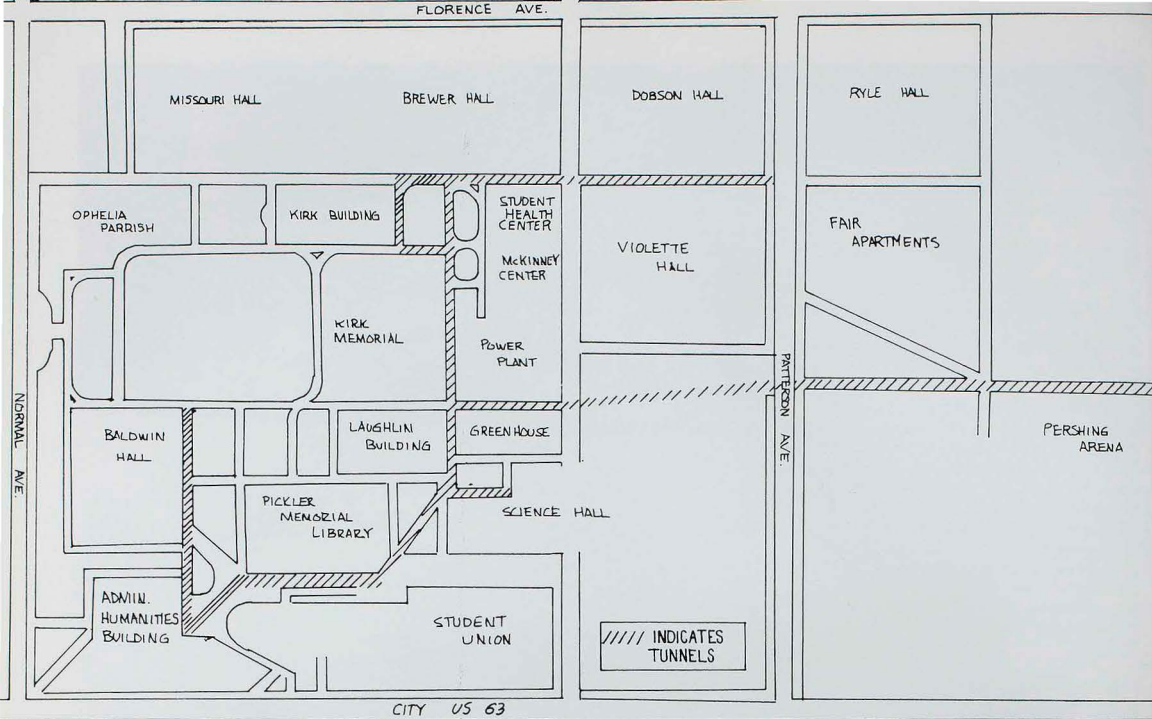 FLORENCE AVE.
MISSOURI HALL
BREWER HALL
DOBSON HALL
RYLE HALL
OPHELIA
PARRISH
KIRK BUILDING
STUDENT
HEALTH
CENTER
McKINNEY
CENTER
VIOLETTE
HALL
FAIR
APARTMENTS
KIRK
MEMORIAL
POWER
PLANT
NORMAL AVE.
PATTERSON AVE.
BALDWIN
HALL
LAUGHLIN
BUILDING
GREENHOUSE
PERSHING
ARENA
PICKLER
MEMORIAL
LIBRARY
SCIENCE HALL
ADMIN.
HUMANITIES
BUILDING
STUDENT
UNION
///// INDICATES
TUNNELS
CITY US 63